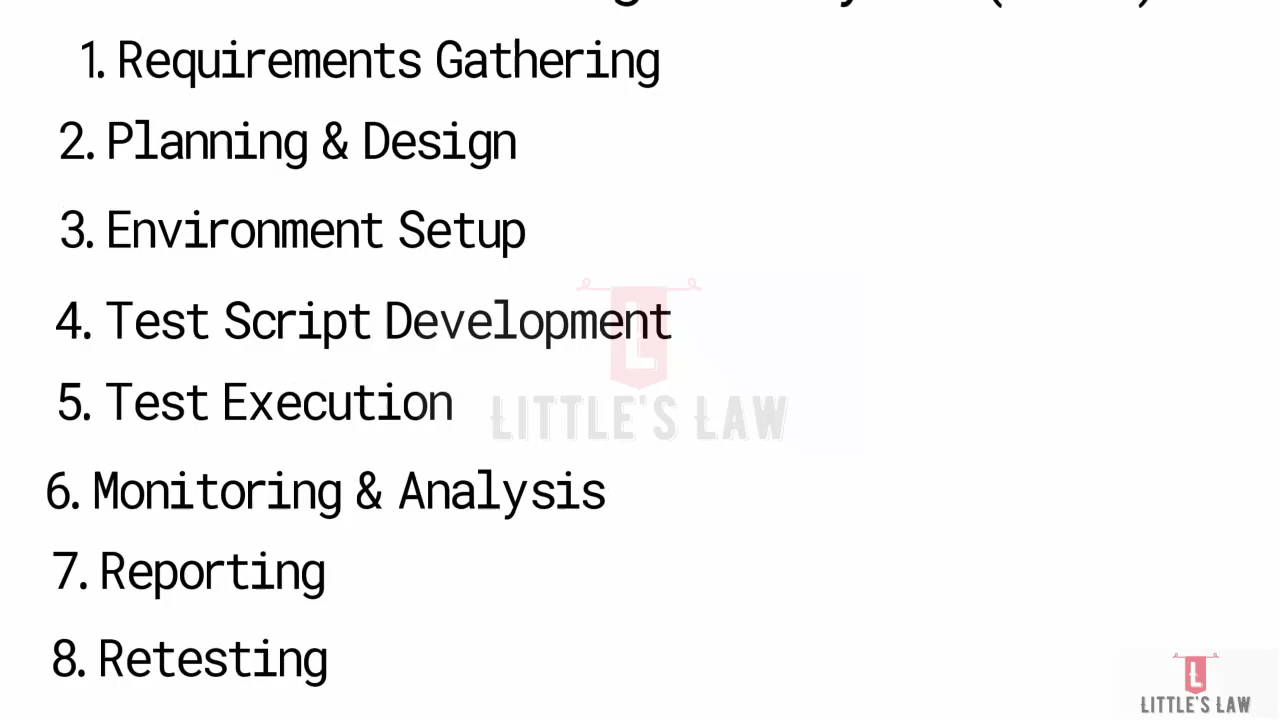 1. Requirements Gathering
2. Planning & Design
3. Environment Setup
4. Test Script Development
5. Test Execution
6. Monitoring & Analysis
7. Reporting
8. Retesting
L
LITTLE'S LAW
L
LITTLE'S LAW